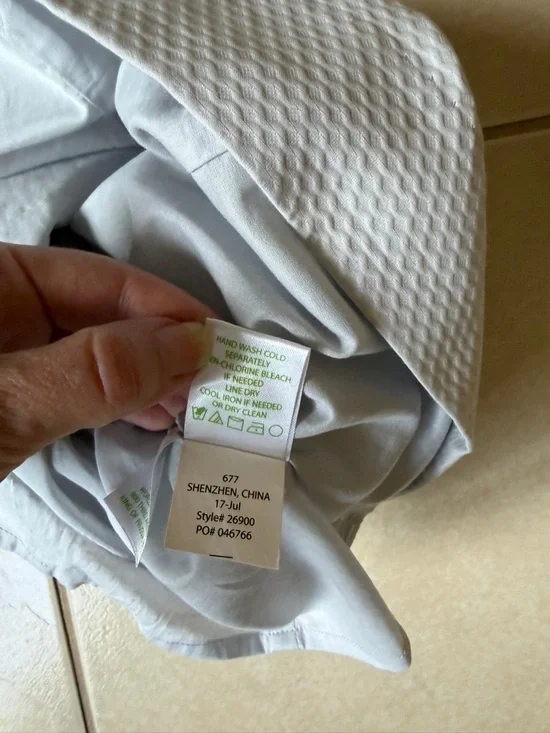 HAND WASH COLD
SEPARATELY
N-CHLORINE BLEACH
IF NEEDED
LINE DRY
COOL IRON IF NEEDED
OR DRY CLEAN
677
SHENZHEN, CHINA
17-Jul
Style# 26900
PO# 046766